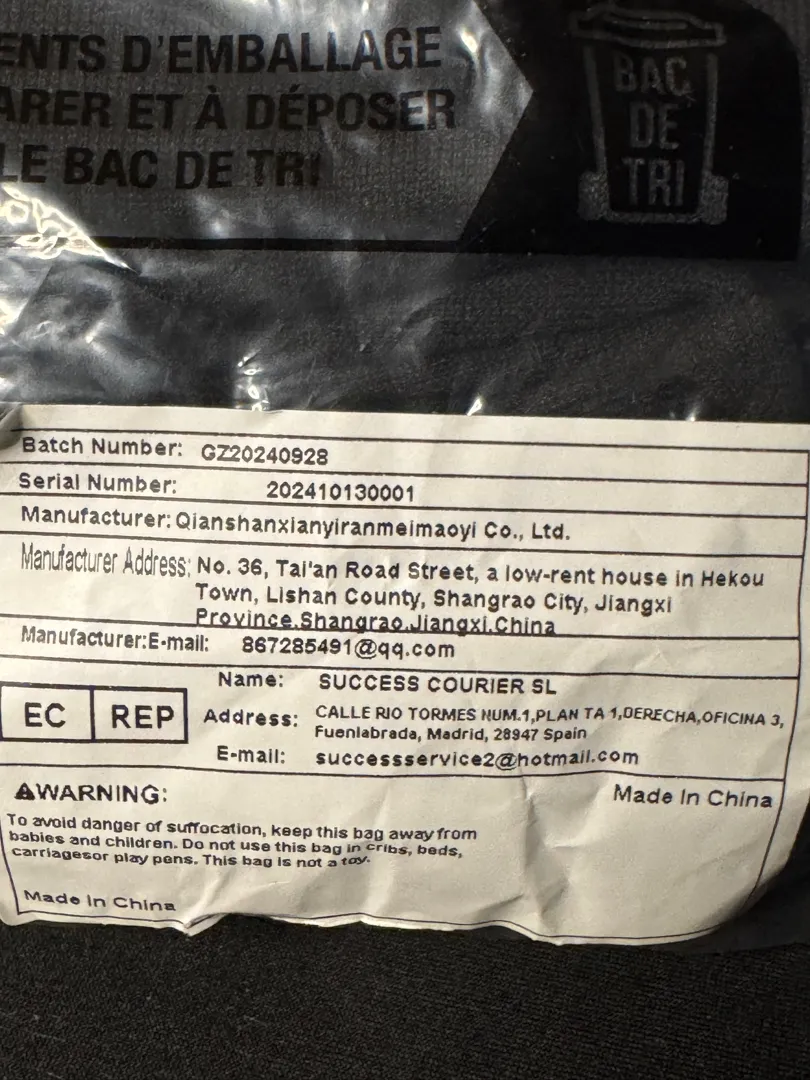 ENTS D'EMBALLAGE
ARER ET À DÉPOSER
LE BAC DE TRI
BAC
DE
TRI
Batch Number: GZ20240928
Serial Number: 202410130001
Manufacturer: Qianshanxianyiranmeimaoyi Co., Ltd.
Manufacturer Address: No. 36, Tai'an Road Street, a low-rent house in Hekou
Town, Lishan County, Shangrao City, Jiangxi
Province.Shangrao.Jiangxi.China
Manufacturer:E-mail: 867285491@qq.com
EC REP
Name: SUCCESS COURIER SL
Address: CALLE RIO TORMES NUM.1,PLAN TA 1,DERECHA,OFICINA 3,
Fuenlabrada, Madrid, 28947 Spain
E-mail: successservice2@hotmail.com
⚠WARNING:
Made In China
To avoid danger of suffocation, keep this bag away from
babies and children. Do not use this bag in cribs, beds,
carriagesor play pens. This bag is not a toy.
Made In China